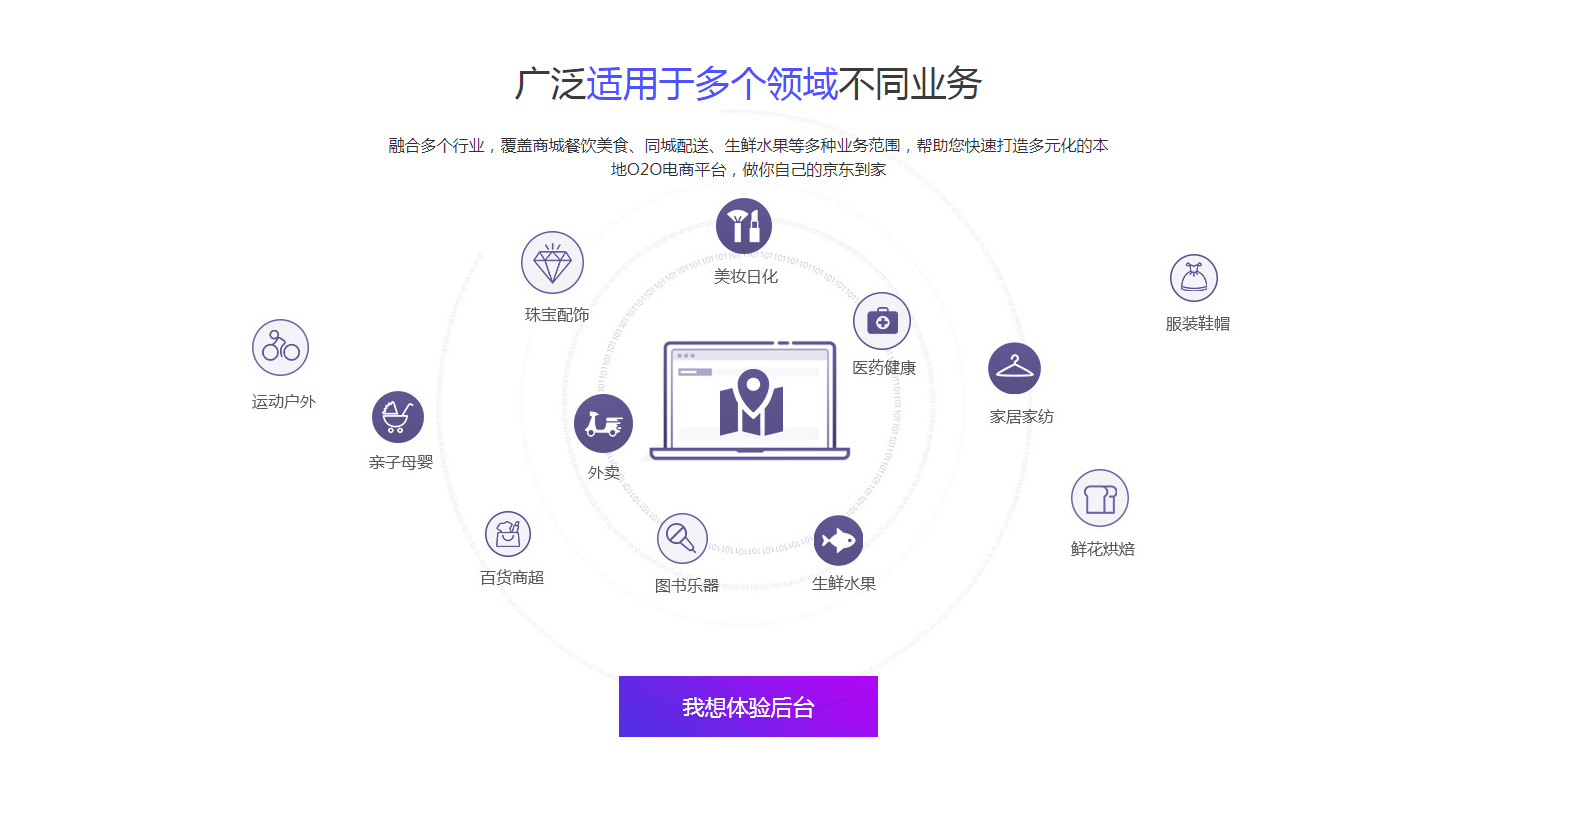 广泛适用于多个领域不同业务
融合多个行业，覆盖商城餐饮美食、同城配送、生鲜水果等多种业务范围，帮助您快速打造多元化的本
地O2O电商平台，做你自己的京东到家
美妆日化
珠宝配饰
服装鞋帽
医药健康
运动户外
家居家纺
亲子母婴
外卖
鲜花烘焙
百货商超
图书乐器
生鲜水果
我想体验后台